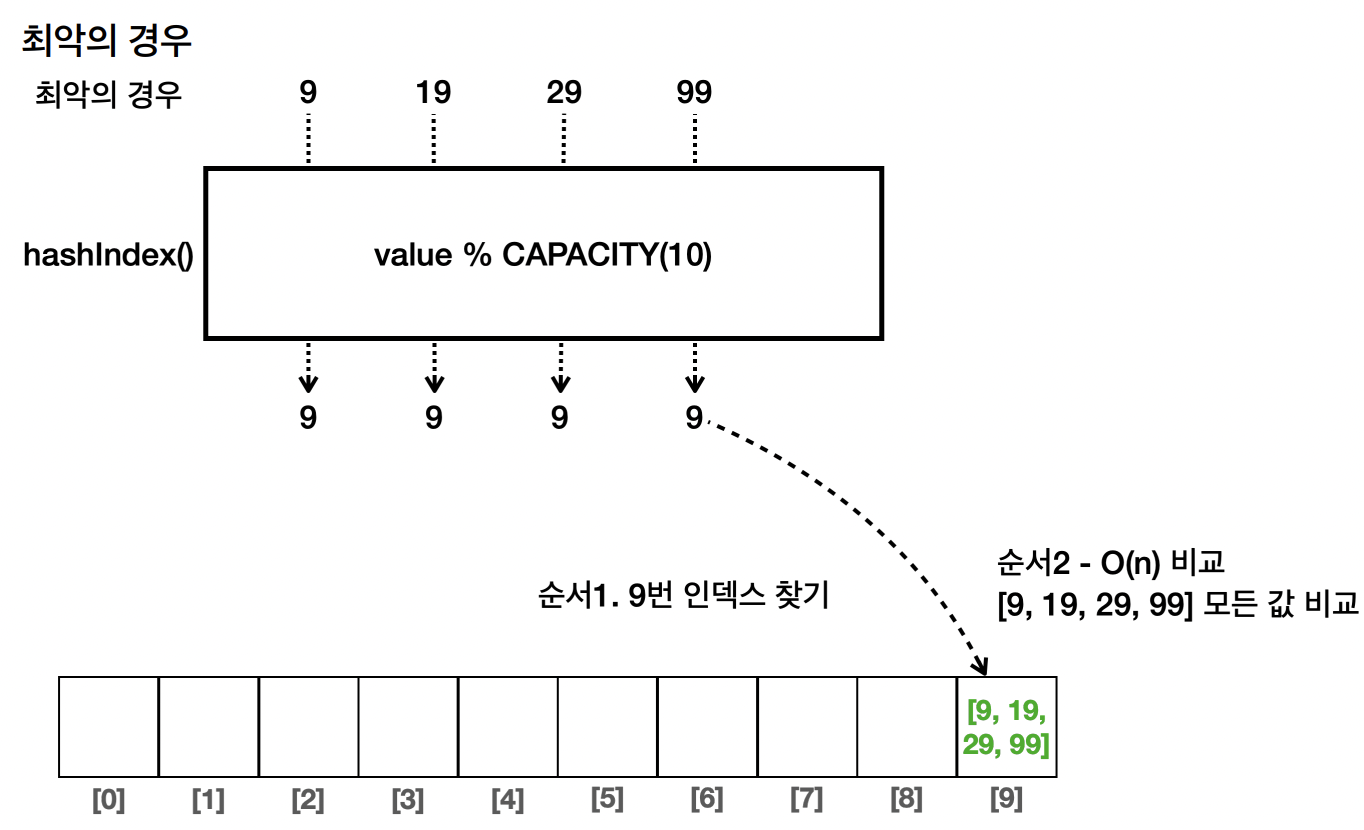 최악의 경우
최악의 경우 9 19 29 99
hashIndex() value % CAPACITY(10)
9 9 9 9
순서2 - O(n) 비교
순서1. 9번 인덱스 찾기
[9, 19, 29, 99] 모든 값 비교
[9, 19,
29, 99]
[0] [1] [2] [3] [4] [5] [6] [7] [8] [9]